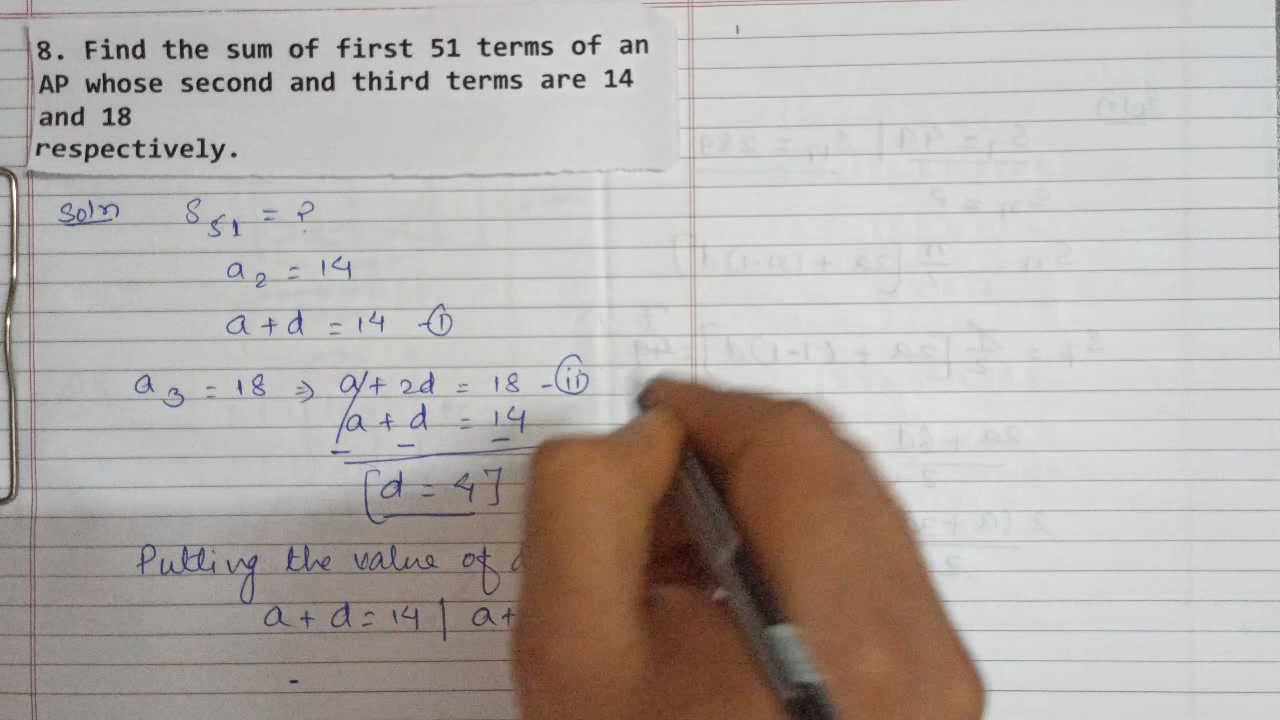 8. Find the sum of first 51 terms of an
AP whose second and third terms are 14
and 18
respectively.
Soln S₅₁ = ?
a₂ = 14
a + d = 14 - (i)
a₃ = 18 ⇒ a + 2d = 18 - (ii)
a + d = 14
- - -
[d = 4]
Putting the value of d
a + d = 14 | a +